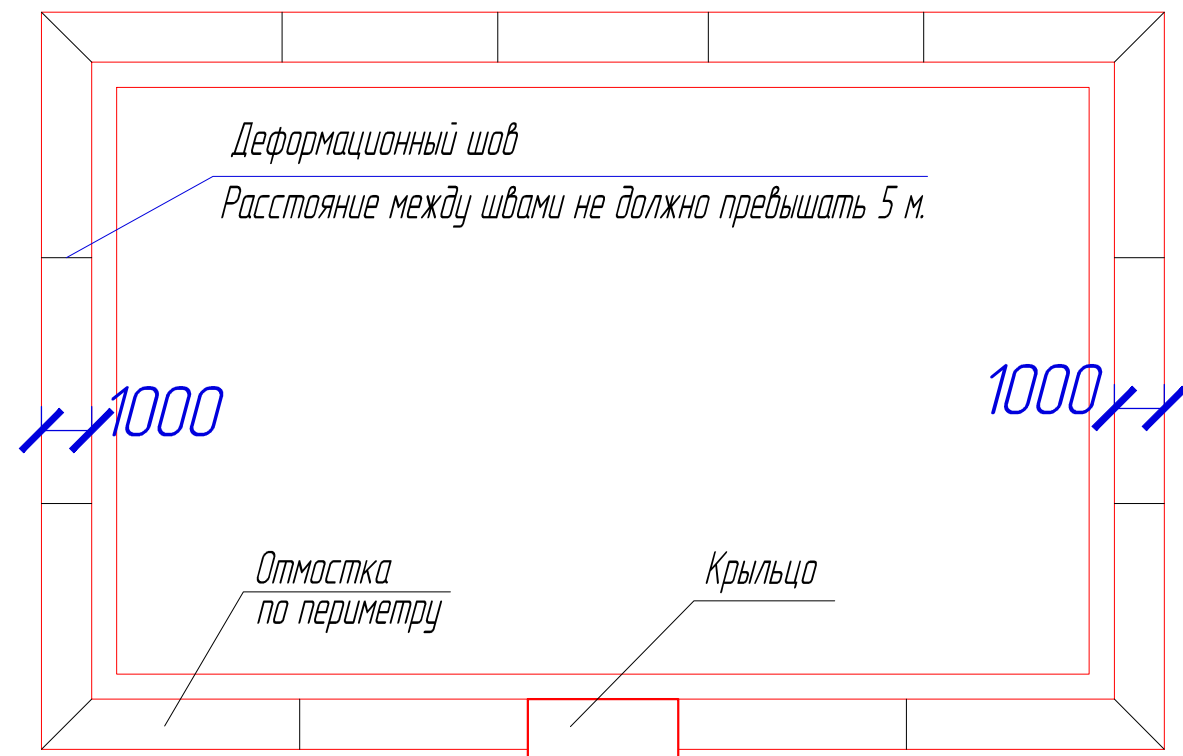 Деформационный шов
Расстояние между швами не должно превышать 5 м.
1000
1000
Отмостка
по периметру
Крыльцо